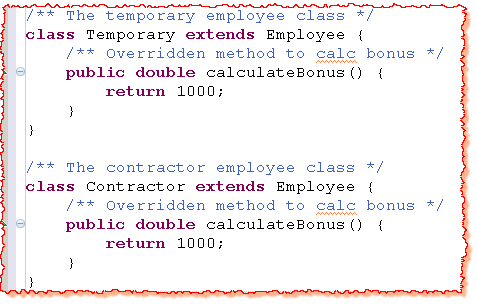 /** The temporary employee class */
class Temporary extends Employee {
    /** Overridden method to calc bonus */
    public double calculateBonus() {
        return 1000;
    }
}
/** The contractor employee class */
class Contractor extends Employee {
    /** Overridden method to calc bonus */
    public double calculateBonus() {
        return 1000;
    }
}